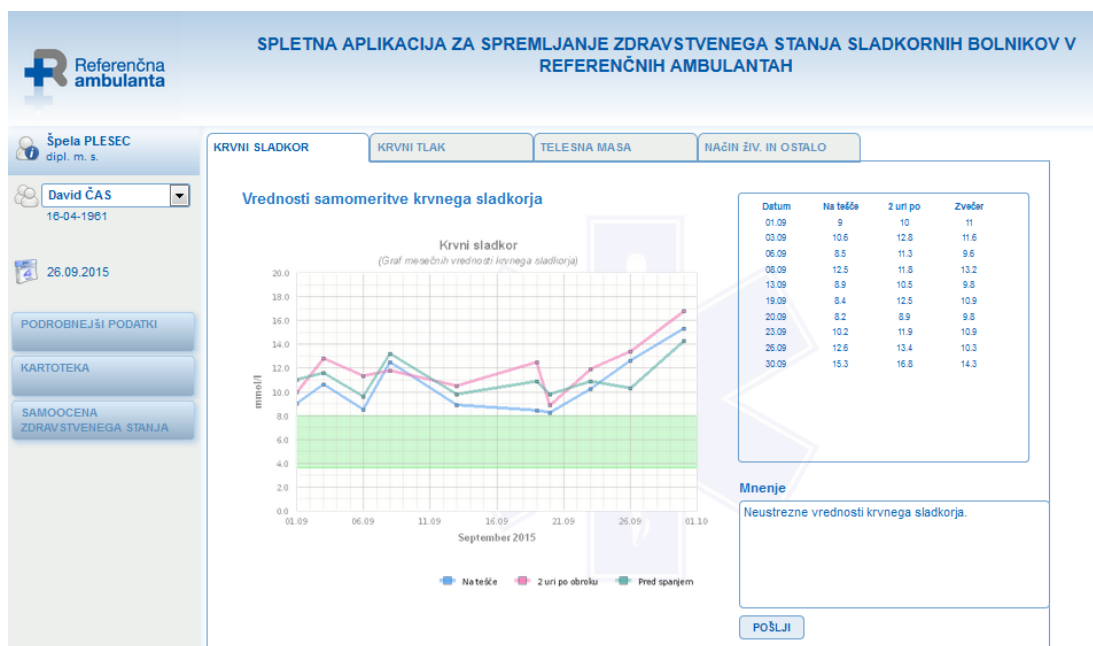 Referenčna
ambulanta
SPLETNA APLIKACIJA ZA SPREMLJANJE ZDRAVSTVENEGA STANJA SLADKORNIH BOLNIKOV V
REFERENČNIH AMBULANTAH
Špela PLESEC
dipl. m. s.
David ČAS
16-04-1961
26.09.2015
PODROBNEJŠI PODATKI
KARTOTEKA
SAMOOCENA
ZDRAVSTVENEGA STANJA
KRVNI SLADKOR
KRVNI TLAK
TELESNA MASA
NAčIN žIV. IN OSTALO
Vrednosti samomeritve krvnega sladkorja
Krvni sladkor
(Graf mesečnih vrednosti krvnega sladkorja)
mmol/l
20.0
18.0
16.0
14.0
12.0
10.0
8.0
6.0
4.0
2.0
0.0
01.09 06.09 11.09 16.09 21.09 26.09 01.10
September 2015
Na tešče 2 uri po obroku Pred spanjem
Datum Na tešče 2 uri po Zvečer
01.09 9 10 11
03.09 10.6 12.8 11.6
06.09 8.5 11.3 9.6
08.09 12.5 11.8 13.2
13.09 8.9 10.5 9.8
19.09 8.4 12.5 10.9
20.09 8.2 8.9 9.8
23.09 10.2 11.9 10.9
26.09 12.6 13.4 10.3
30.09 15.3 16.8 14.3
Mnenje
Neustrezne vrednosti krvnega sladkorja.
POŠLJI